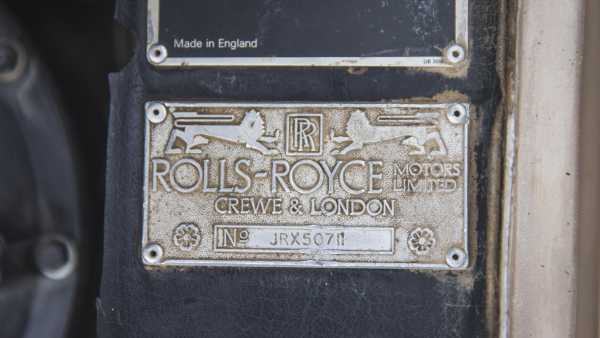 Made in England
RR
ROLLS-ROYCE MOTORS LIMITED
CREWE & LONDON
Nº JRX50711